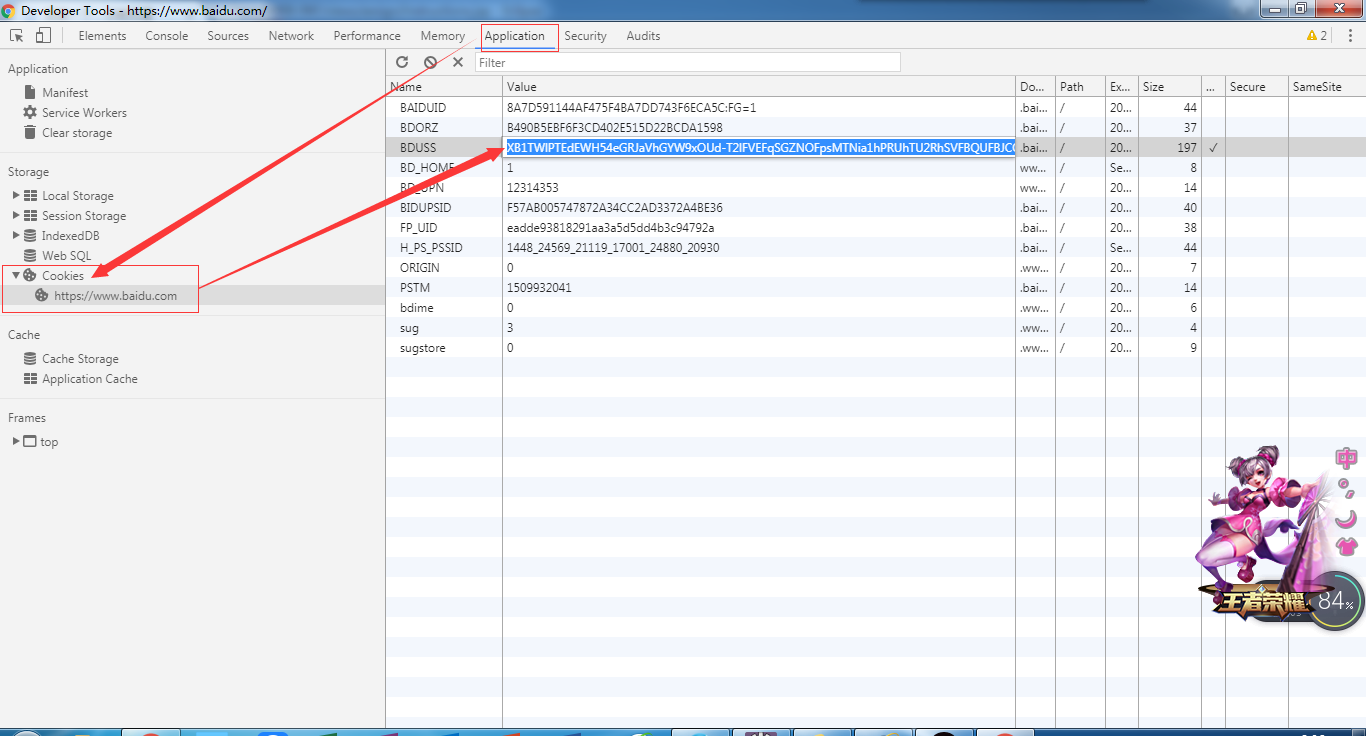 Developer Tools - https://www.baidu.com/
Elements Console Sources Network Performance Memory Application Security Audits 2
Application
Manifest
Service Workers
Clear storage
Storage
Local Storage
Session Storage
IndexedDB
Web SQL
Cookies
https://www.baidu.com
Cache
Cache Storage
Application Cache
Frames
top
Filter
Name Value Do... Path Ex... Size ... Secure SameSite
BAIDUID 8A7D591144AF475F4BA7DD743F6ECA5C:FG=1 .bai... / 20... 44
BDORZ B490B5EBF6F3CD402E515D22BCDA1598 .bai... / 20... 37
BDUSS .bai... / 20... 197 ✓
BD_HOME 1 ww... / Se... 8
BD_UPN 12314353 ww... / 20... 14
BIDUPSID F57AB005747872A34CC2AD3372A4BE36 .bai... / 20... 40
FP_UID eadde93818291aa3a5d5dd4b3c94792a .bai... / 20... 38
H_PS_PSSID 1448_24569_21119_17001_24880_20930 .bai... / Se... 44
ORIGIN 0 .ww... / 20... 7
PSTM 1509932041 .bai... / 20... 14
bdime 0 .ww... / 20... 6
sug 3 .ww... / 20... 4
sugstore 0 .ww... / 20... 9
中
王者荣耀
84%